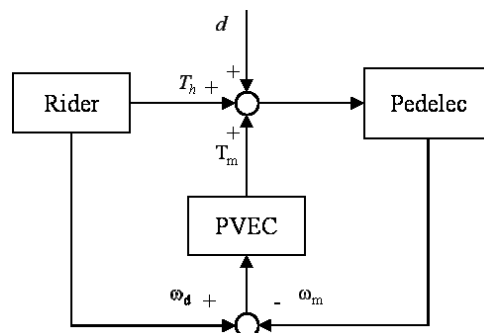 d
+
T_h +
Rider
Pedelec
+
T_m
PVEC
ω_d + - ω_m